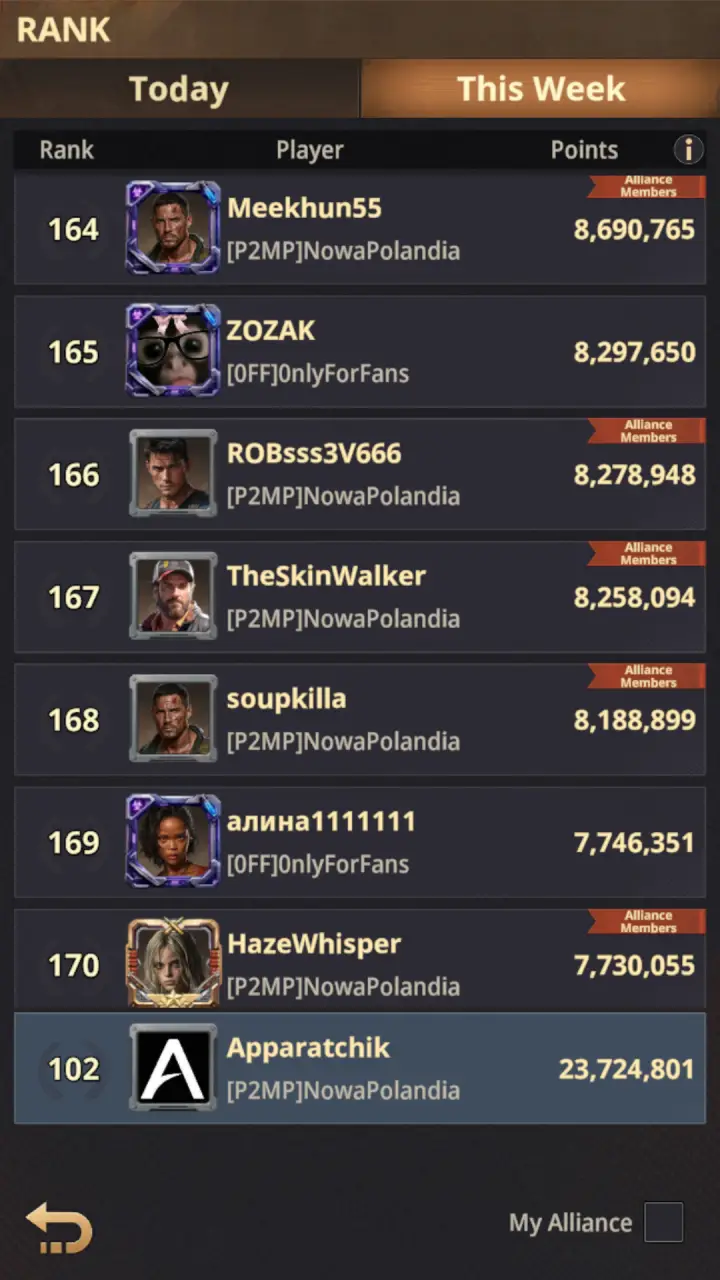 RANK
Today
This Week
Rank
Player
Points
Alliance
Members
164
Meekhun55
[P2MP]NowaPolandia
8,690,765
165
ZOZAK
[0FF]0nlyForFans
8,297,650
Alliance
Members
166
ROBsss3V666
[P2MP]NowaPolandia
8,278,948
Alliance
Members
167
TheSkinWalker
[P2MP]NowaPolandia
8,258,094
Alliance
Members
168
soupkilla
[P2MP]NowaPolandia
8,188,899
169
алина1111111
[0FF]0nlyForFans
7,746,351
Alliance
Members
170
HazeWhisper
[P2MP]NowaPolandia
7,730,055
102
Apparatchik
[P2MP]NowaPolandia
23,724,801
My Alliance